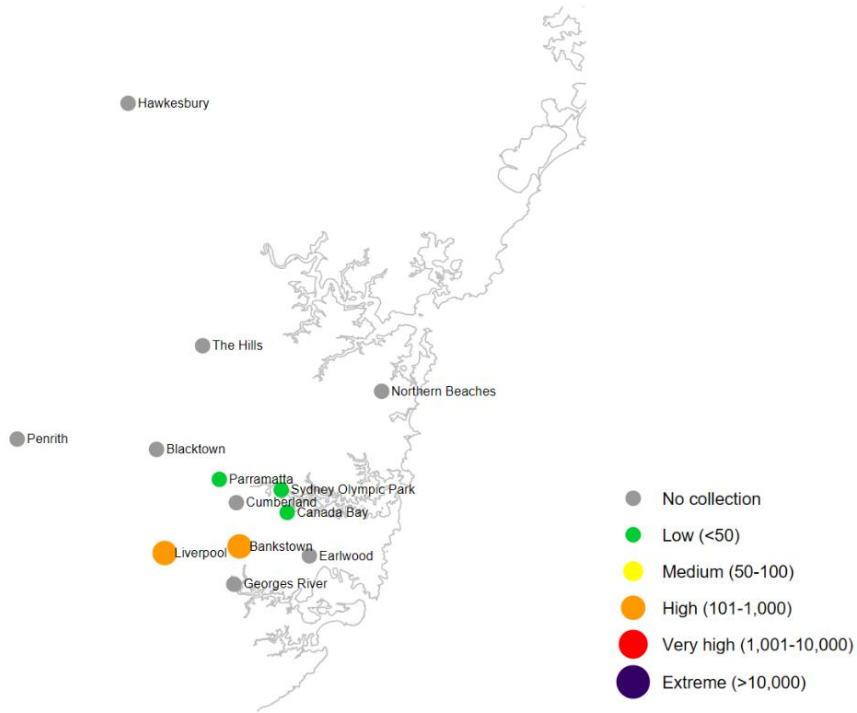 Hawkesbury
The Hills
Northern Beaches
Penrith
Blacktown
Parramatta
Sydney Olympic Park
Cumberland
Canada Bay
Bankstown
Liverpool
Earlwood
Georges River
No collection
Low (<50)
Medium (50-100)
High (101-1,000)
Very high (1,001-10,000)
Extreme (>10,000)